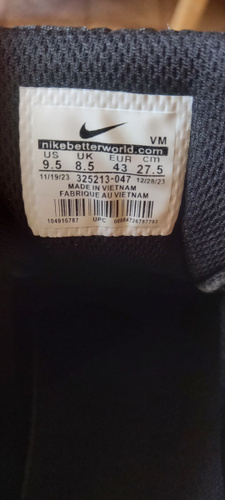 VM
nikebetterworld.com
US UK EUR cm
9.5 8.5 43 27.5
11/19/23 325213-047 12/28/23
MADE IN VIETNAM
FABRIQUE AU VIETNAM
104916787 UPC